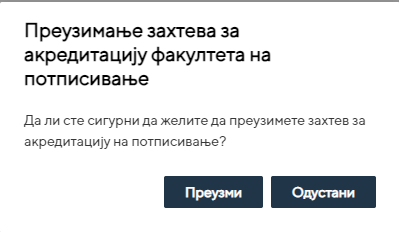 Преузимање захтева за
акредитацију факултета на
потписивање
Да ли сте сигурни да желите да преузимете захтев за
акредитацију на потписивање?
Преузми Одустани